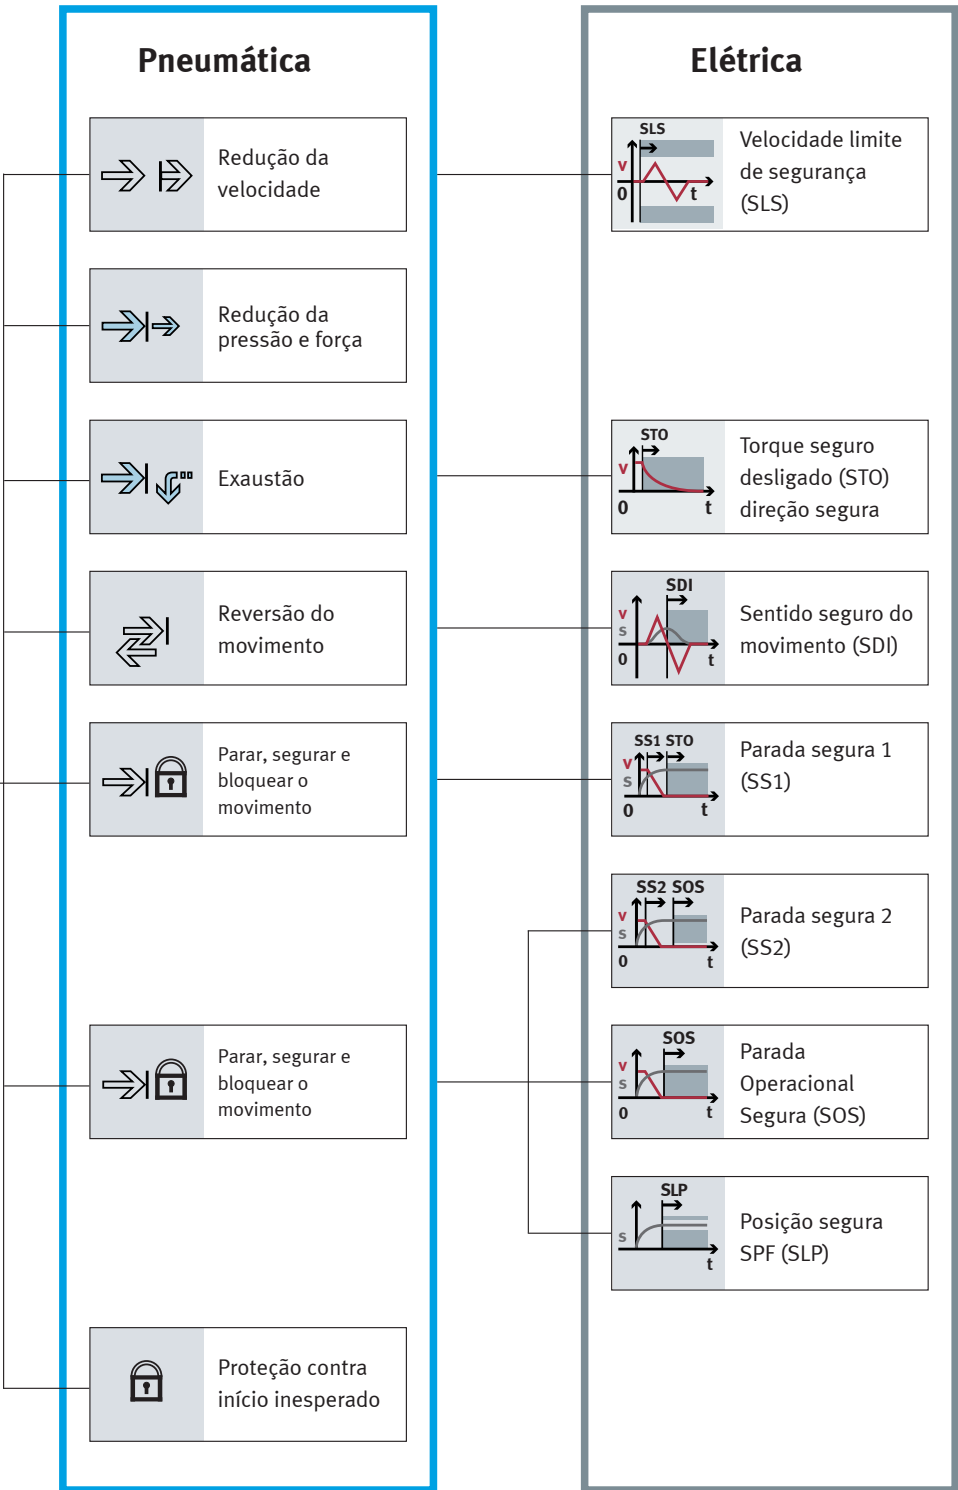 Pneumática
Redução da
velocidade
Redução da
pressão e força
Exaustão
Reversão do
movimento
Parar, segurar e
bloquear o
movimento
Parar, segurar e
bloquear o
movimento
Proteção contra
início inesperado
Elétrica
SLS
v
0
t
Velocidade limite
de segurança
(SLS)
STO
v
0
t
Torque seguro
desligado (STO)
direção segura
SDI
v
s
0
t
Sentido seguro do
movimento (SDI)
SS1 STO
v
s
0
t
Parada segura 1
(SS1)
SS2 SOS
v
s
0
t
Parada segura 2
(SS2)
SOS
v
s
0
t
Parada
Operacional
Segura (SOS)
SLP
s
t
Posição segura
SPF (SLP)